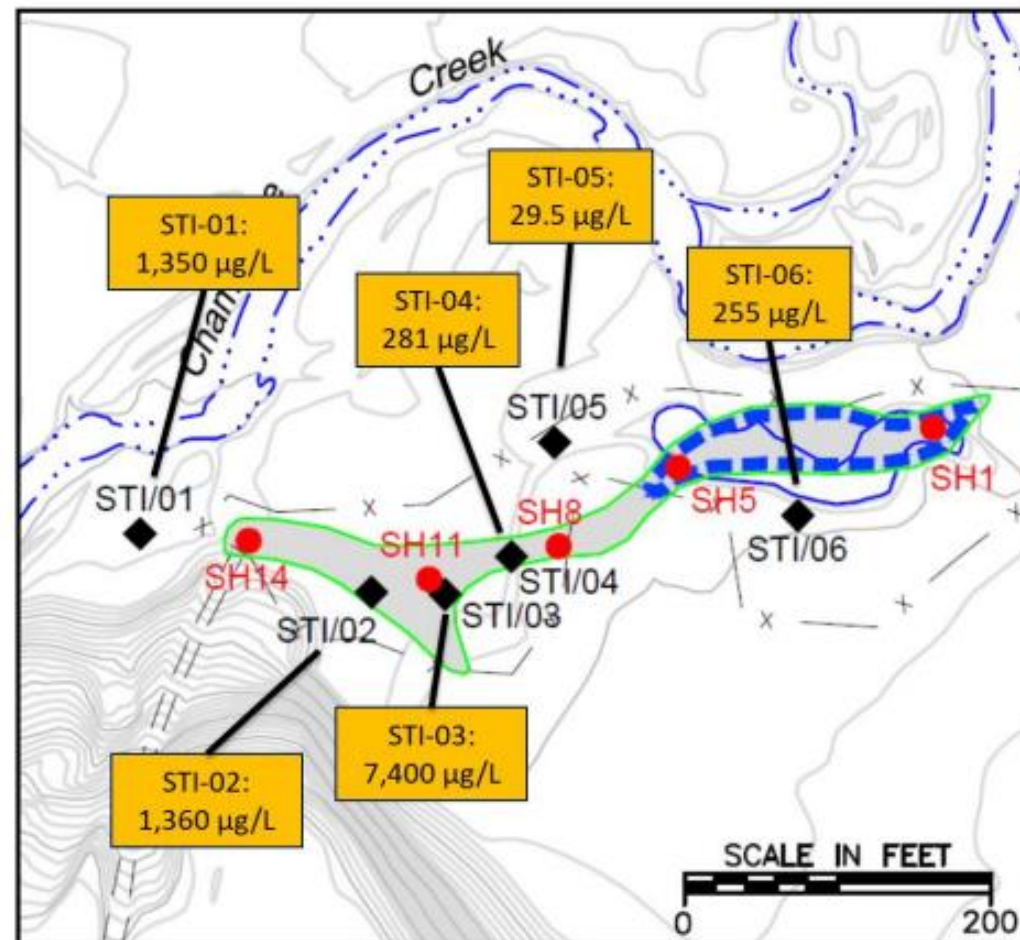 Creek
STI-05:
29.5 µg/L
STI-01:
1,350 µg/L
STI-06:
255 µg/L
STI-04:
281 µg/L
STI/05
STI/01
SH1
SH5
SH8
STI/06
SH14
SH11
STI/04
STI/03
STI/02
STI-03:
7,400 µg/L
STI-02:
1,360 µg/L
SCALE IN FEET
0
200